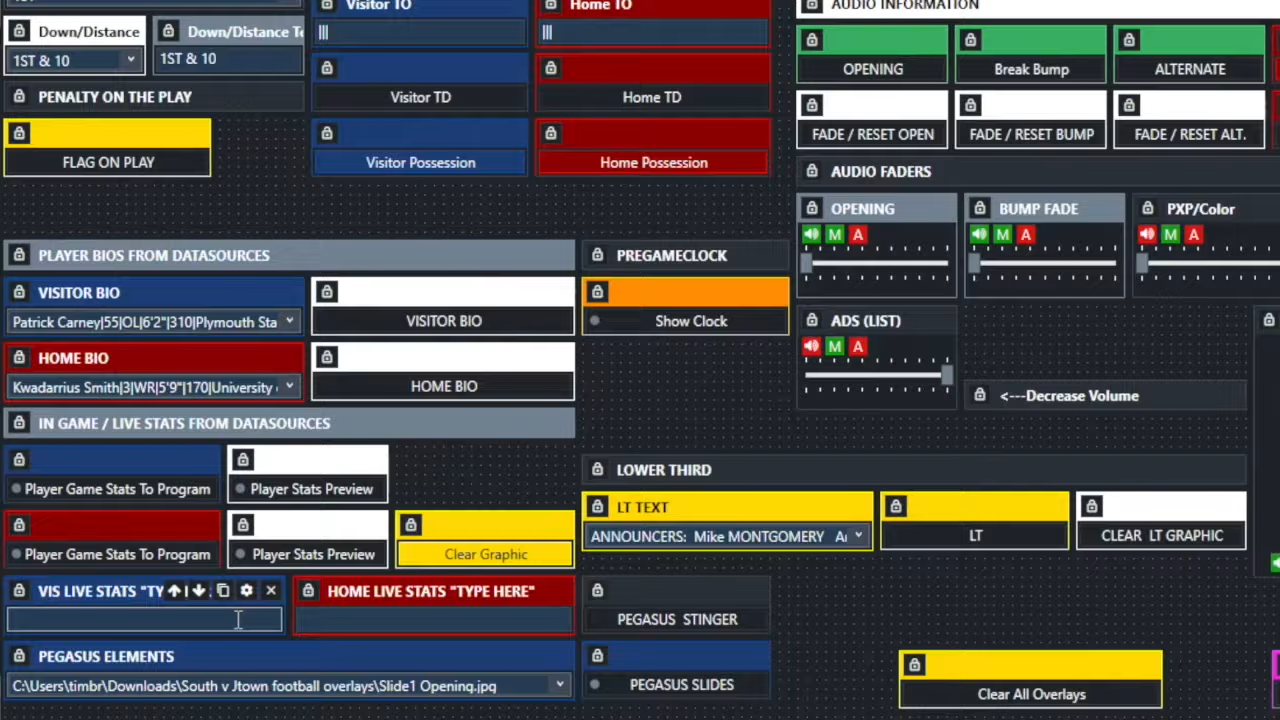 Visitor TO
Home TO
AUDIO INFORMATION
Down/Distance
Down/Distance Te
1ST & 10
1ST & 10
|||
|||
OPENING
Break Bump
ALTERNATE
PENALTY ON THE PLAY
Visitor TD
Home TD
FADE / RESET OPEN
FADE / RESET BUMP
FADE / RESET ALT.
FLAG ON PLAY
Visitor Possession
Home Possession
AUDIO FADERS
OPENING
BUMP FADE
PXP/Color
M A
M A
M A
PLAYER BIOS FROM DATASOURCES
PREGAMECLOCK
VISITOR BIO
Patrick Carney|55|OL|6'2"|310|Plymouth Sta
VISITOR BIO
Show Clock
ADS (LIST)
M A
HOME BIO
Kwadarrius Smith|3|WR|5'9"|170|University
HOME BIO
<---Decrease Volume
IN GAME / LIVE STATS FROM DATASOURCES
LOWER THIRD
Player Game Stats To Program
Player Stats Preview
LT TEXT
ANNOUNCERS: Mike MONTGOMERY
LT
CLEAR LT GRAPHIC
Player Game Stats To Program
Player Stats Preview
Clear Graphic
VIS LIVE STATS "TY
HOME LIVE STATS "TYPE HERE"
PEGASUS STINGER
PEGASUS ELEMENTS
C:\Users\timbr\Downloads\South v Jtown football overlays\Slide1 Opening.jpg
PEGASUS SLIDES
Clear All Overlays